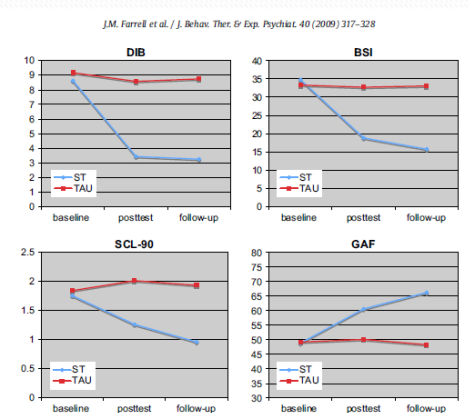 J.M. Farrell et al. / J. Behav. Ther. & Exp. Psychiat. 40 (2009) 317–328
DIB
10
9
8
7
6
5
4
3
2
1
0
ST
TAU
baseline posttest follow-up
BSI
40
35
30
25
20
15
10
5
0
ST
TAU
baseline posttest follow-up
SCL-90
2.5
2
1.5
1
0.5
0
ST
TAU
baseline posttest follow-up
GAF
80
75
70
65
60
55
50
45
40
35
30
ST
TAU
baseline posttest follow-up